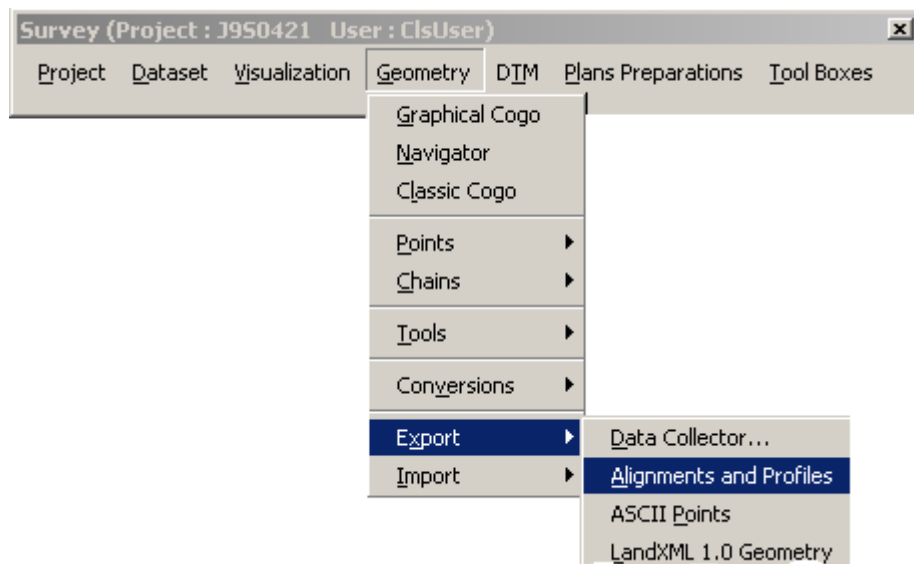 Survey (Project : J9S0421 User : ClsUser)
Project Dataset Visualization Geometry DTM Plans Preparations Tool Boxes
Graphical Cogo
Navigator
Classic Cogo
Points
Chains
Tools
Conversions
Export
Import
Data Collector...
Alignments and Profiles
ASCII Points
LandXML 1.0 Geometry